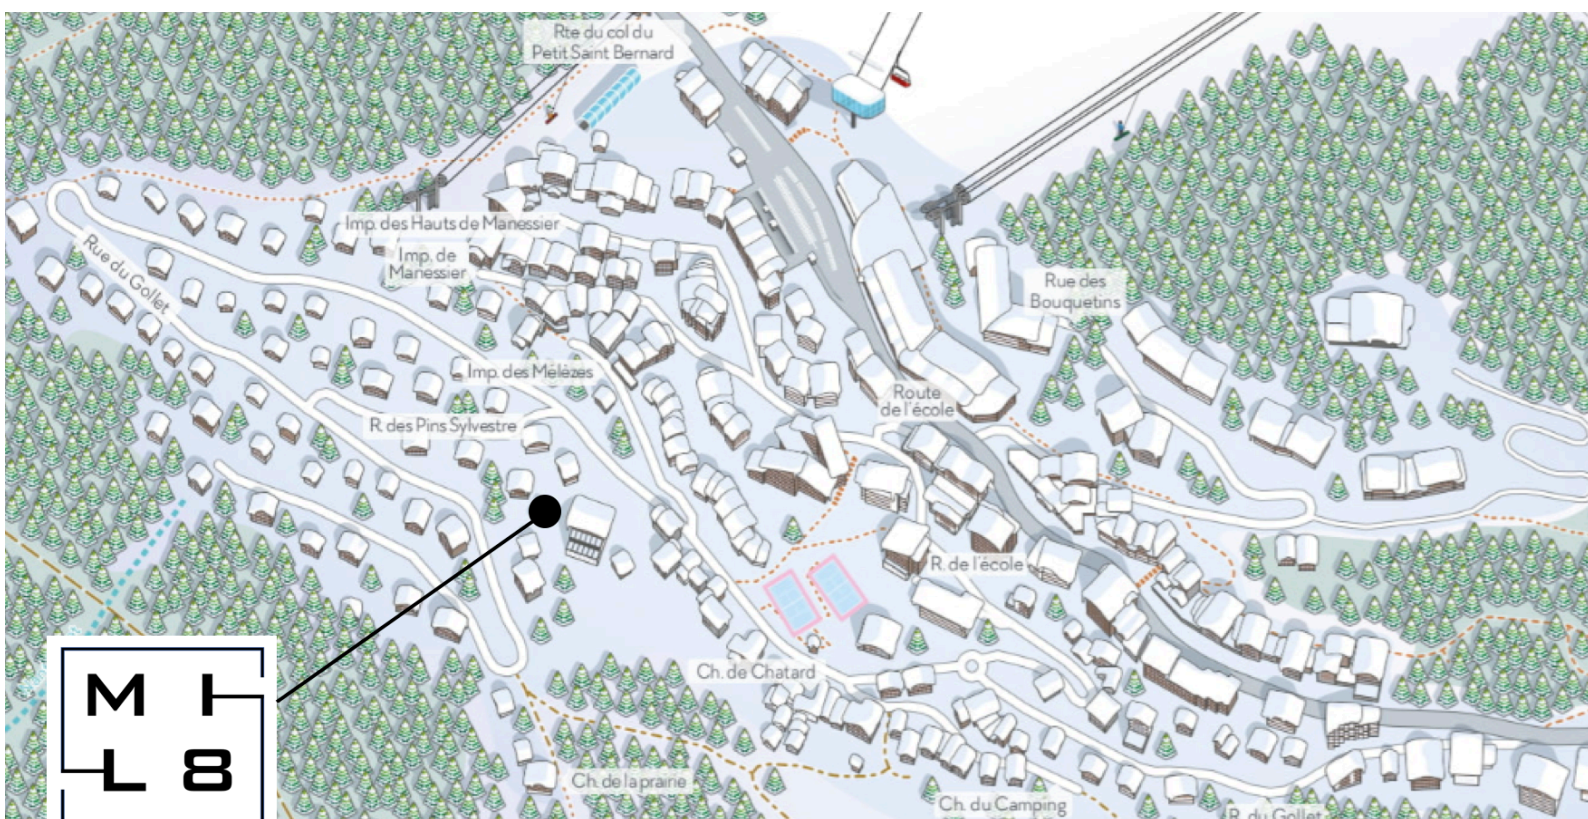 Rte du col du
Petit Saint Bernard
Imp. des Hauts de Manessier
Imp. de
Manessier
Rue du Gollet
Rue des
Bouquetins
Imp. des Mélèzes
Route
de l'école
R. des Pins Sylvestre
R. de l'école
Ch. de Chatard
M I
L 8
Ch. de la prairie
Ch. du Camping
R. du Gollet